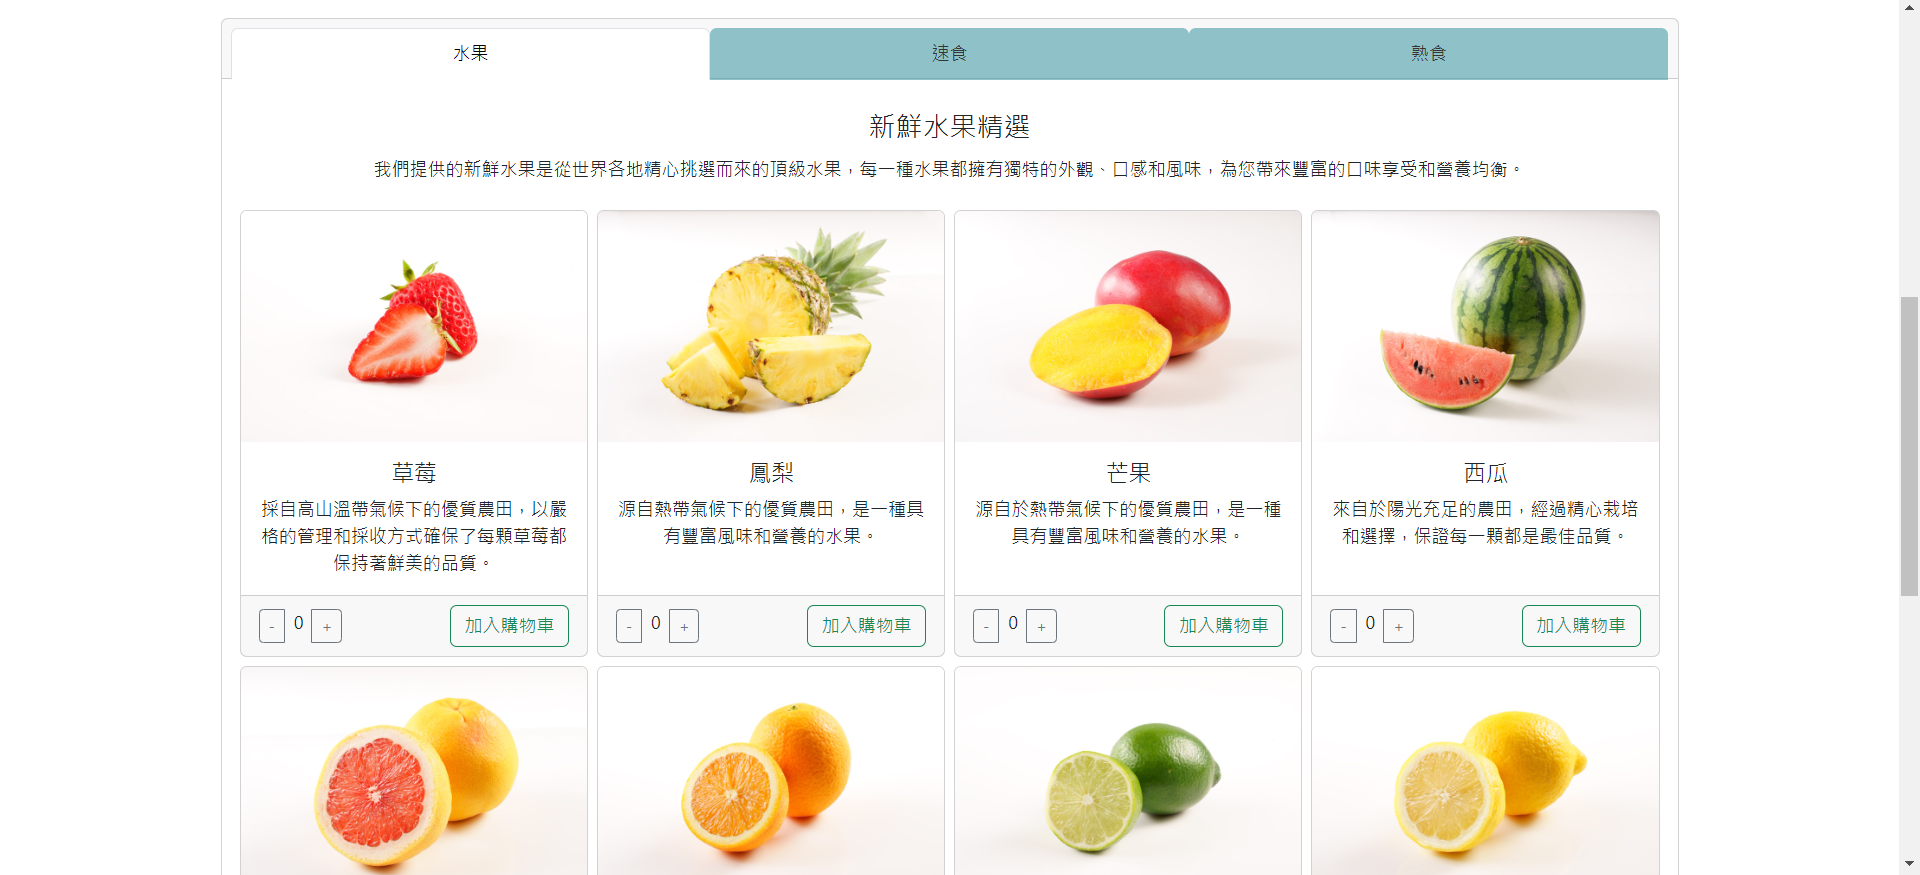 水果
速食
熟食
新鮮水果精選
我們提供的新鮮水果是從世界各地精心挑選而來的頂級水果，每一種水果都擁有獨特的外觀、口感和風味，為您帶來豐富的口味享受和營養均衡。
草莓
採自高山溫帶氣候下的優質農田，以嚴
格的管理和採收方式確保了每顆草莓都
保持著鮮美的品質。
- 0 +
加入購物車
鳳梨
源自熱帶氣候下的優質農田，是一種具
有豐富風味和營養的水果。
- 0 +
加入購物車
芒果
源自於熱帶氣候下的優質農田，是一種
具有豐富風味和營養的水果。
- 0 +
加入購物車
西瓜
來自於陽光充足的農田，經過精心栽培
和選擇，保證每一顆都是最佳品質。
- 0 +
加入購物車